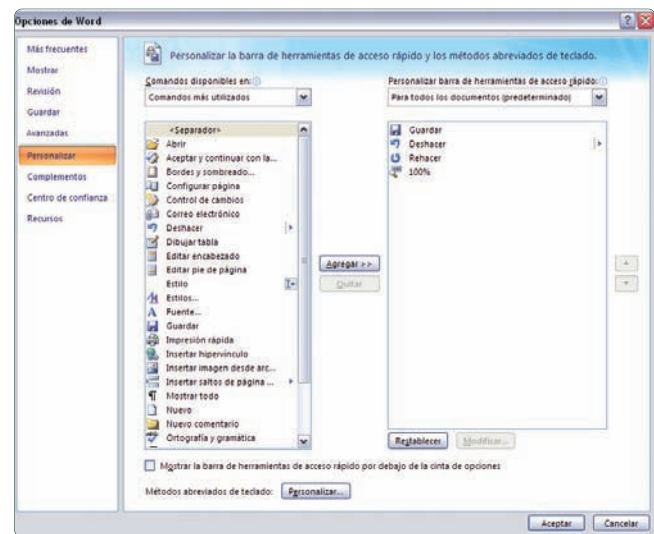 Opciones de Word
Más frecuentes
Mostrar
Revisión
Guardar
Avanzadas
Personalizar
Complementos
Centro de confianza
Recursos
Personalizar la barra de herramientas de acceso rápido y los métodos abreviados de teclado.
Comandos disponibles en:
Comandos más utilizados
<Separador>
Abrir
Aceptar y continuar con la...
Bordes y sombreado...
Configurar página
Control de cambios
Correo electrónico
Deshacer
Dibujar tabla
Editar encabezado
Editar pie de página
Estilo
Estilos...
Fuente...
Guardar
Impresión rápida
Insertar hipervínculo
Insertar imagen desde arc...
Insertar saltos de página ...
Mostrar todo
Nuevo
Nuevo comentario
Ortografía y gramática
Agregar >>
Quitar
Personalizar barra de herramientas de acceso rápido:
Para todos los documentos (predeterminado)
Guardar
Deshacer
Rehacer
100%
Restablecer
Modificar...
Mostrar la barra de herramientas de acceso rápido por debajo de la cinta de opciones
Métodos abreviados de teclado:
Personalizar...
Aceptar
Cancelar